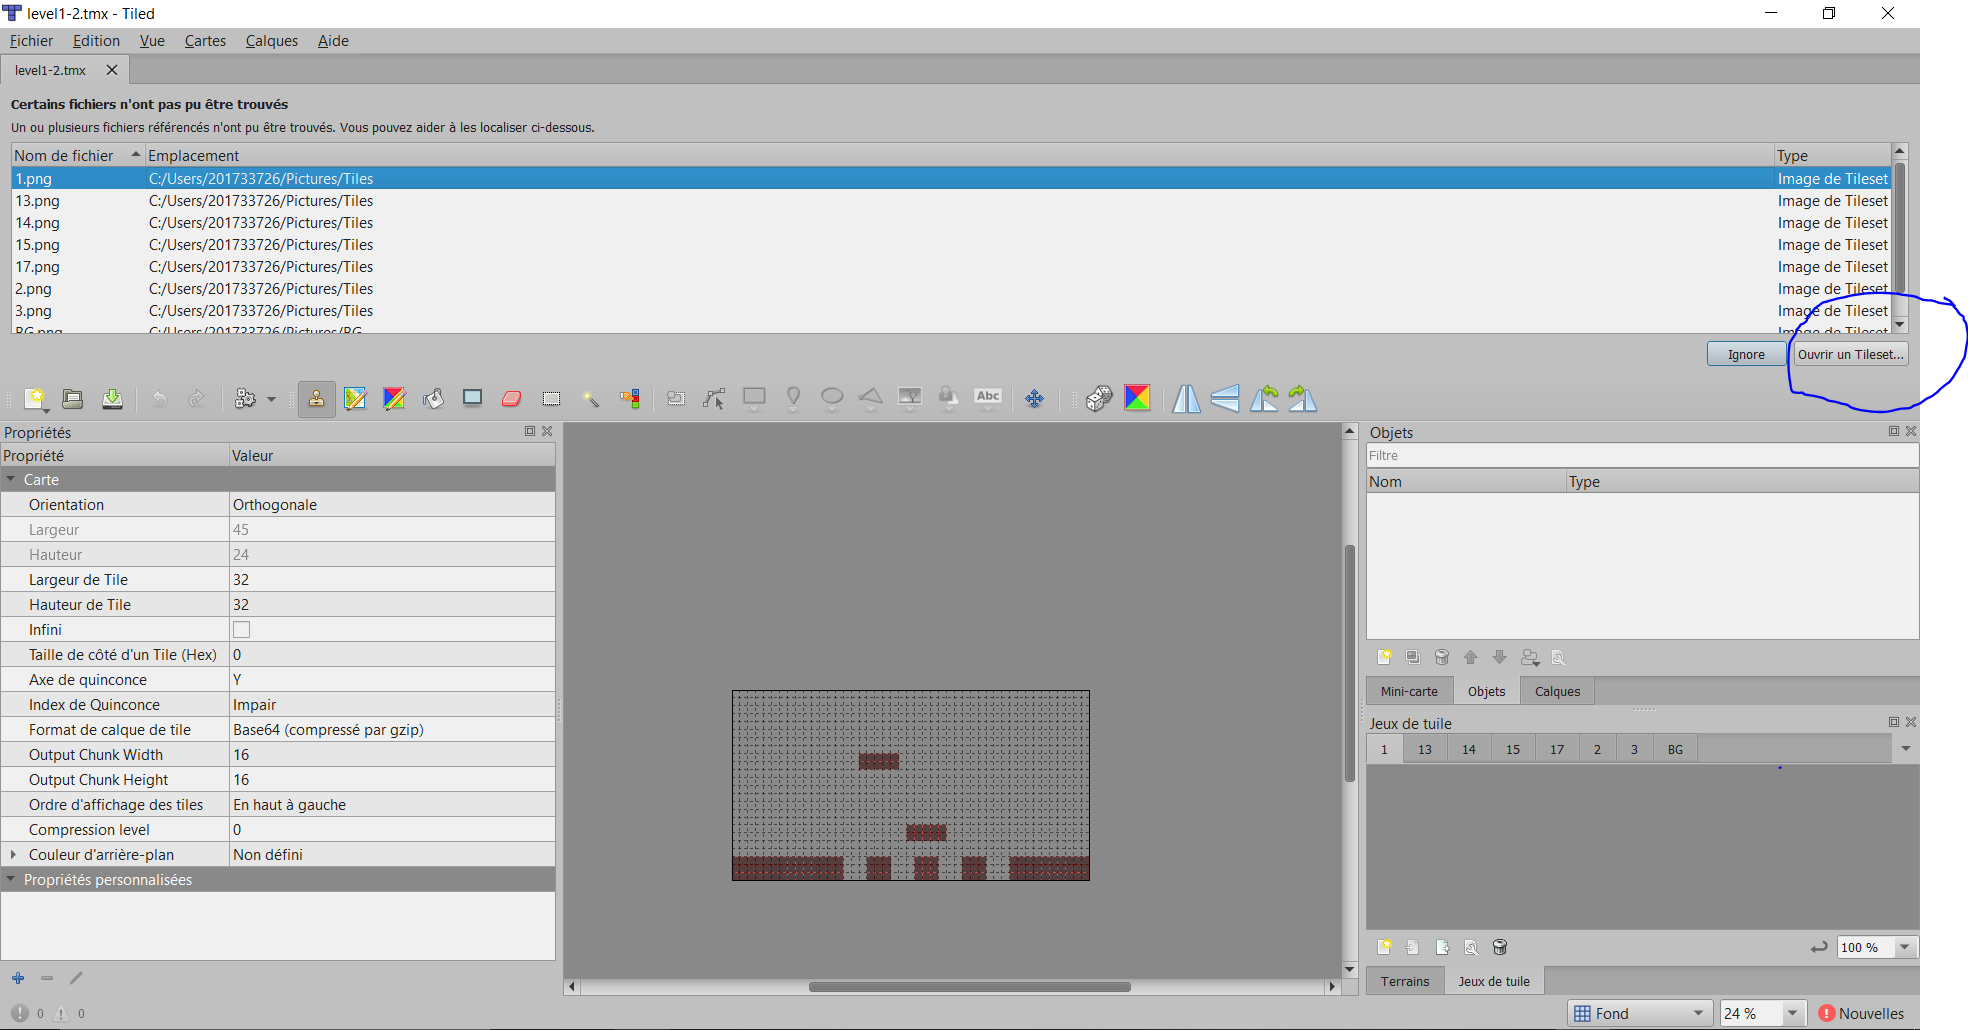 level1-2.tmx - Tiled
Fichier Edition Vue Cartes Calques Aide
level1-2.tmx
Certains fichiers n'ont pas pu être trouvés
Un ou plusieurs fichiers référencés n'ont pu être trouvés. Vous pouvez aider à les localiser ci-dessous.
Nom de fichier Emplacement Type
1.png C:/Users/201733726/Pictures/Tiles Image de Tileset
13.png C:/Users/201733726/Pictures/Tiles Image de Tileset
14.png C:/Users/201733726/Pictures/Tiles Image de Tileset
15.png C:/Users/201733726/Pictures/Tiles Image de Tileset
17.png C:/Users/201733726/Pictures/Tiles Image de Tileset
2.png C:/Users/201733726/Pictures/Tiles Image de Tileset
3.png C:/Users/201733726/Pictures/Tiles Image de Tileset
BG.png C:/Users/201733726/Pictures/BG Image de Tileset
Ignore Ouvrir un Tileset...
Abc
Propriétés
Propriété Valeur
Carte
Orientation Orthogonale
Largeur 45
Hauteur 24
Largeur de Tile 32
Hauteur de Tile 32
Infini
Taille de côté d'un Tile (Hex) 0
Axe de quinconce Y
Index de Quinconce Impair
Format de calque de tile Base64 (compressé par gzip)
Output Chunk Width 16
Output Chunk Height 16
Ordre d'affichage des tiles En haut à gauche
Compression level 0
Couleur d'arrière-plan Non défini
Propriétés personnalisées
Objets
Filtre
Nom Type
Mini-carte Objets Calques
Jeux de tuile
1 13 14 15 17 2 3 BG
100 %
Terrains Jeux de tuile
0 0
Fond 24 % Nouvelles